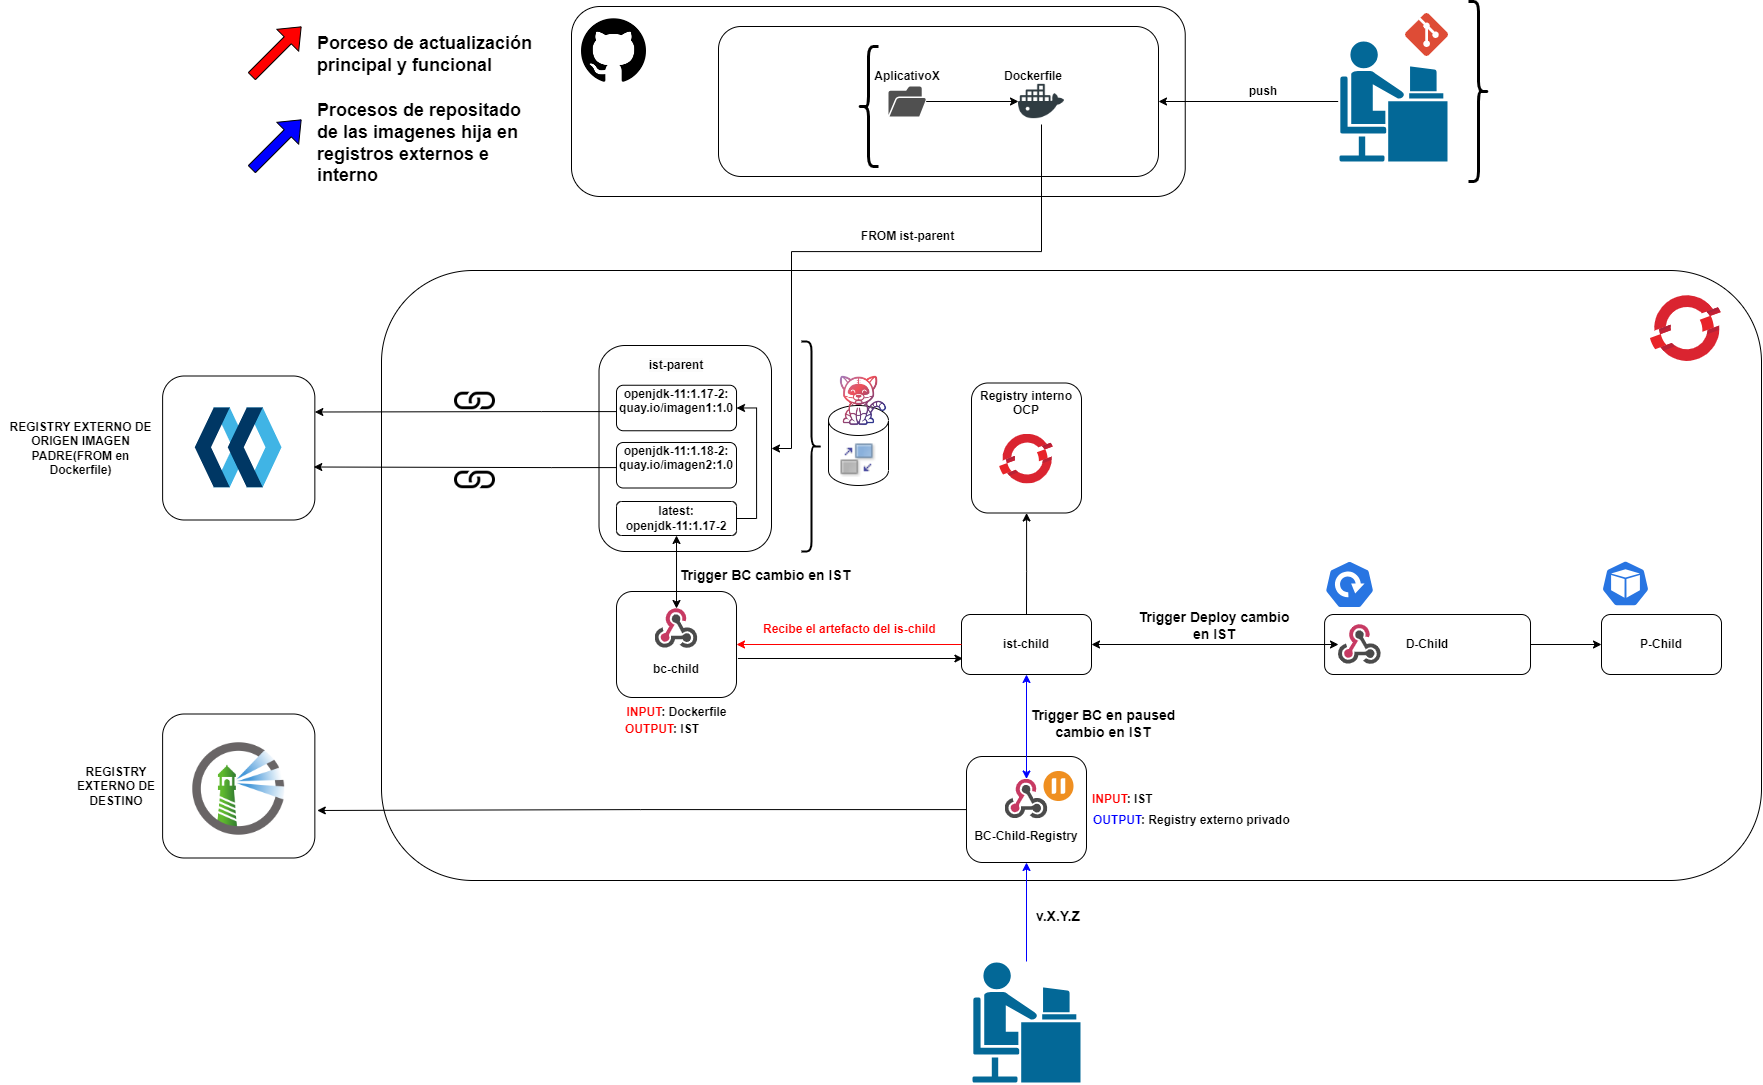 Porceso de actualización
principal y funcional
Procesos de repositado
de las imagenes hija en
registros externos e
interno
AplicativoX
Dockerfile
push
FROM ist-parent
ist-parent
openjdk-11:1.17-2:
quay.io/imagen1:1.0
openjdk-11:1.18-2:
quay.io/imagen2:1.0
latest:
openjdk-11:1.17-2
REGISTRY EXTERNO DE
ORIGEN IMAGEN
PADRE(FROM en
Dockerfile)
Registry interno
OCP
Trigger BC cambio en IST
bc-child
INPUT: Dockerfile
OUTPUT: IST
Recibe el artefacto del is-child
ist-child
Trigger Deploy cambio
en IST
D-Child
P-Child
Trigger BC en paused
cambio en IST
REGISTRY
EXTERNO DE
DESTINO
BC-Child-Registry
INPUT: IST
OUTPUT: Registry externo privado
v.X.Y.Z